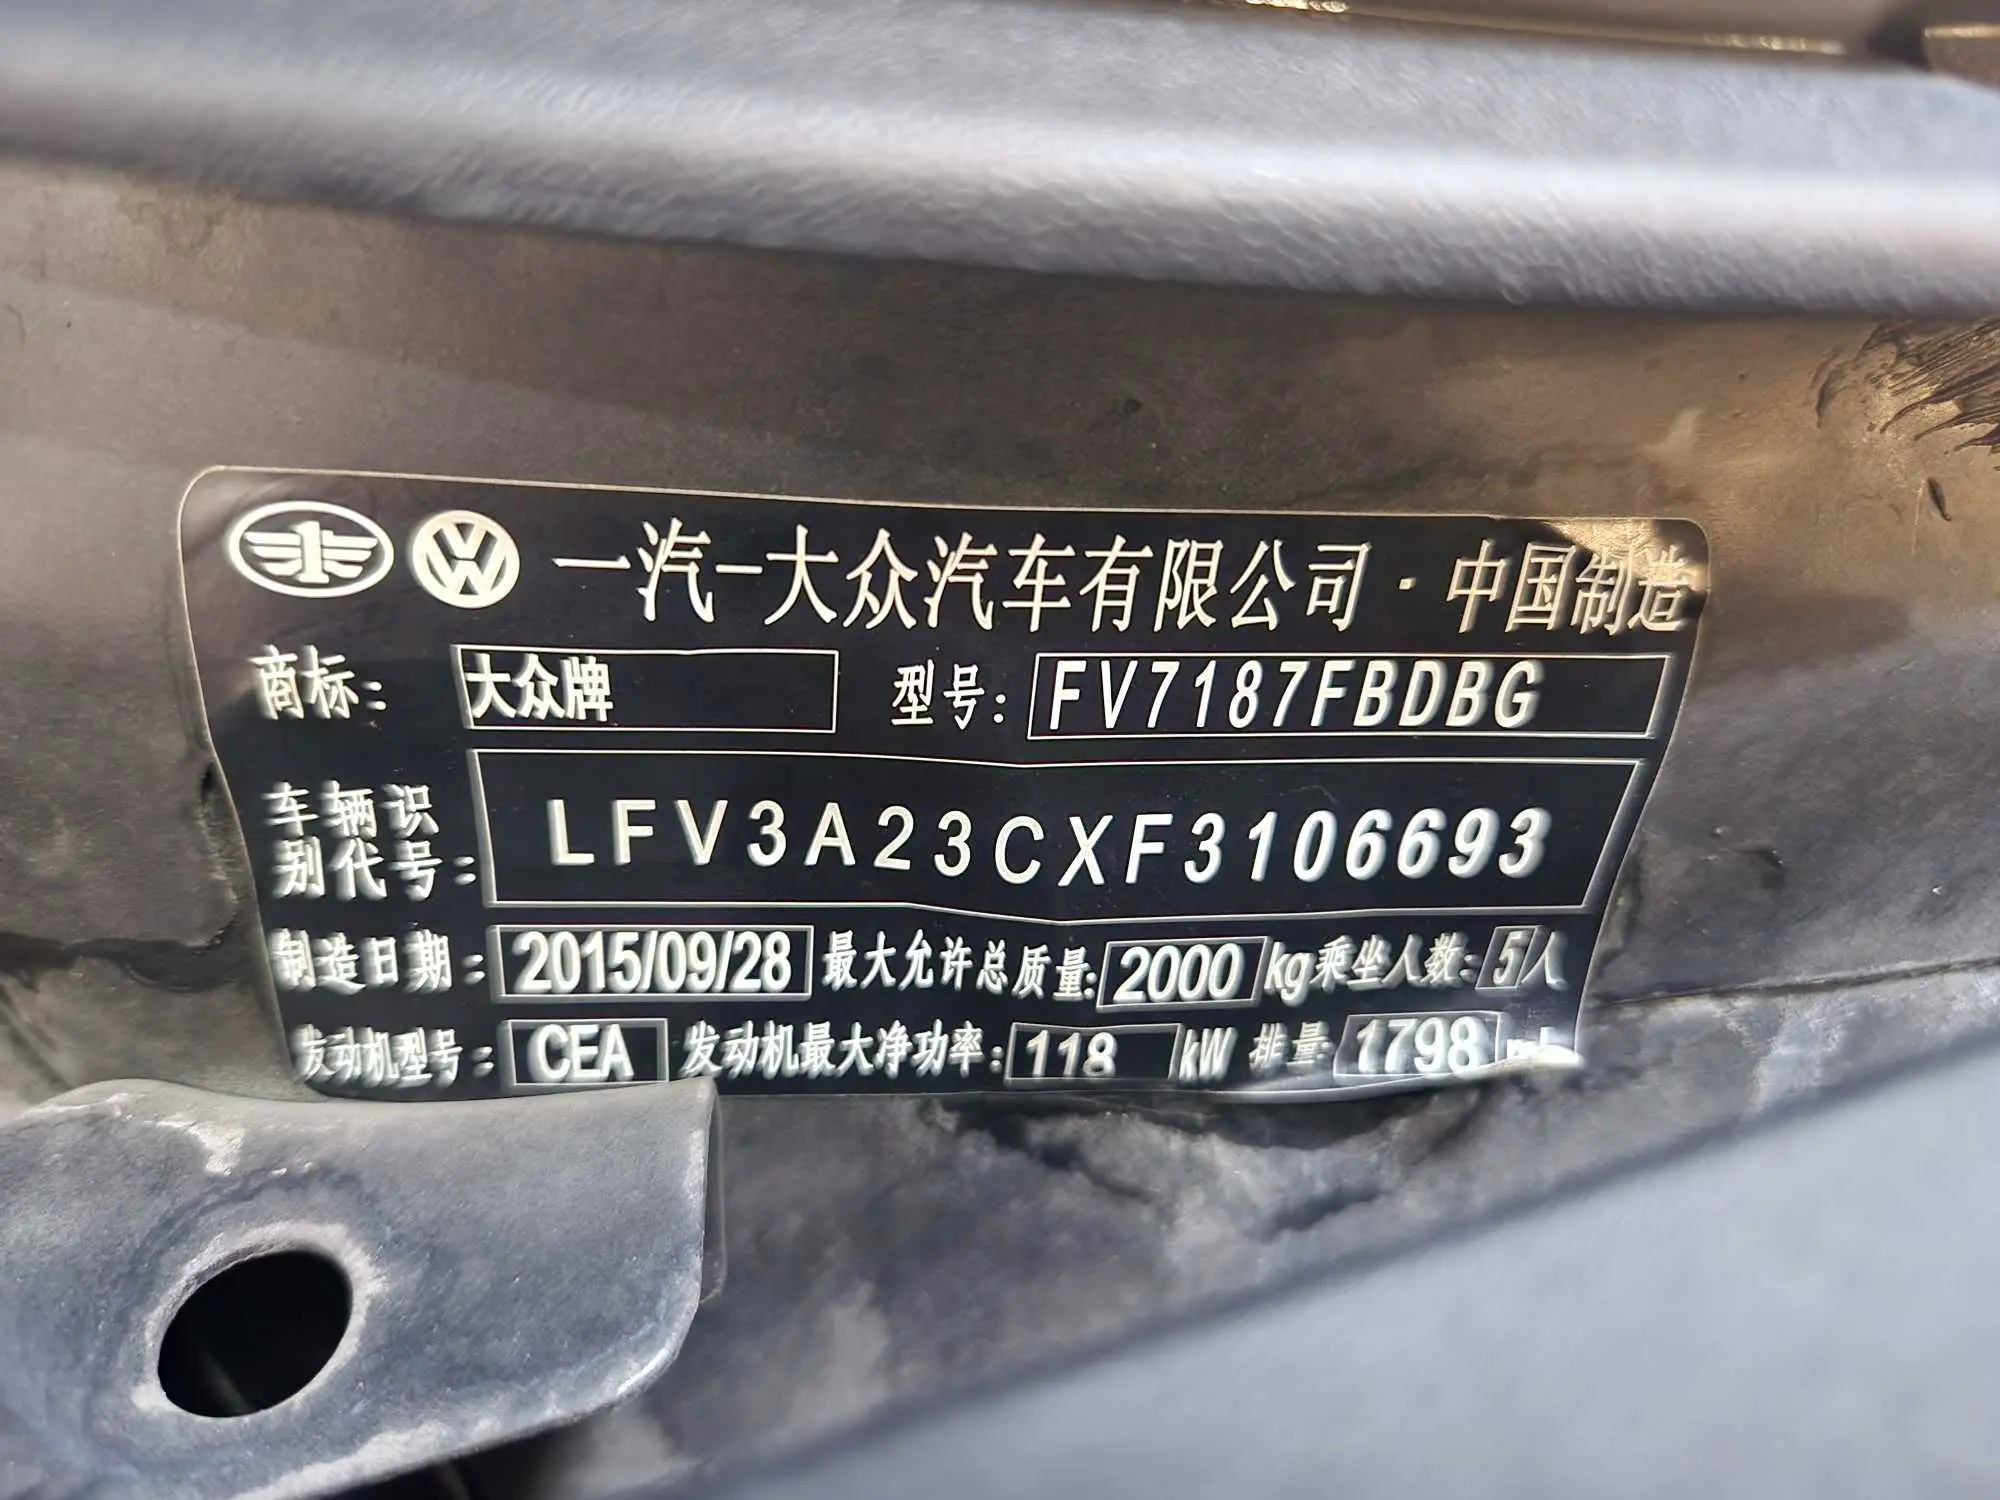 一汽-大众汽车有限公司·中国制造
商标: 大众牌 型号: FV7187FBDBG
车辆识别代号: LFV3A23CXF3106693
制造日期: 2015/09/28 最大允许总质量: 2000 kg 乘坐人数: 5人
发动机型号: CEA 发动机最大净功率: 118 kW 排量: 1798